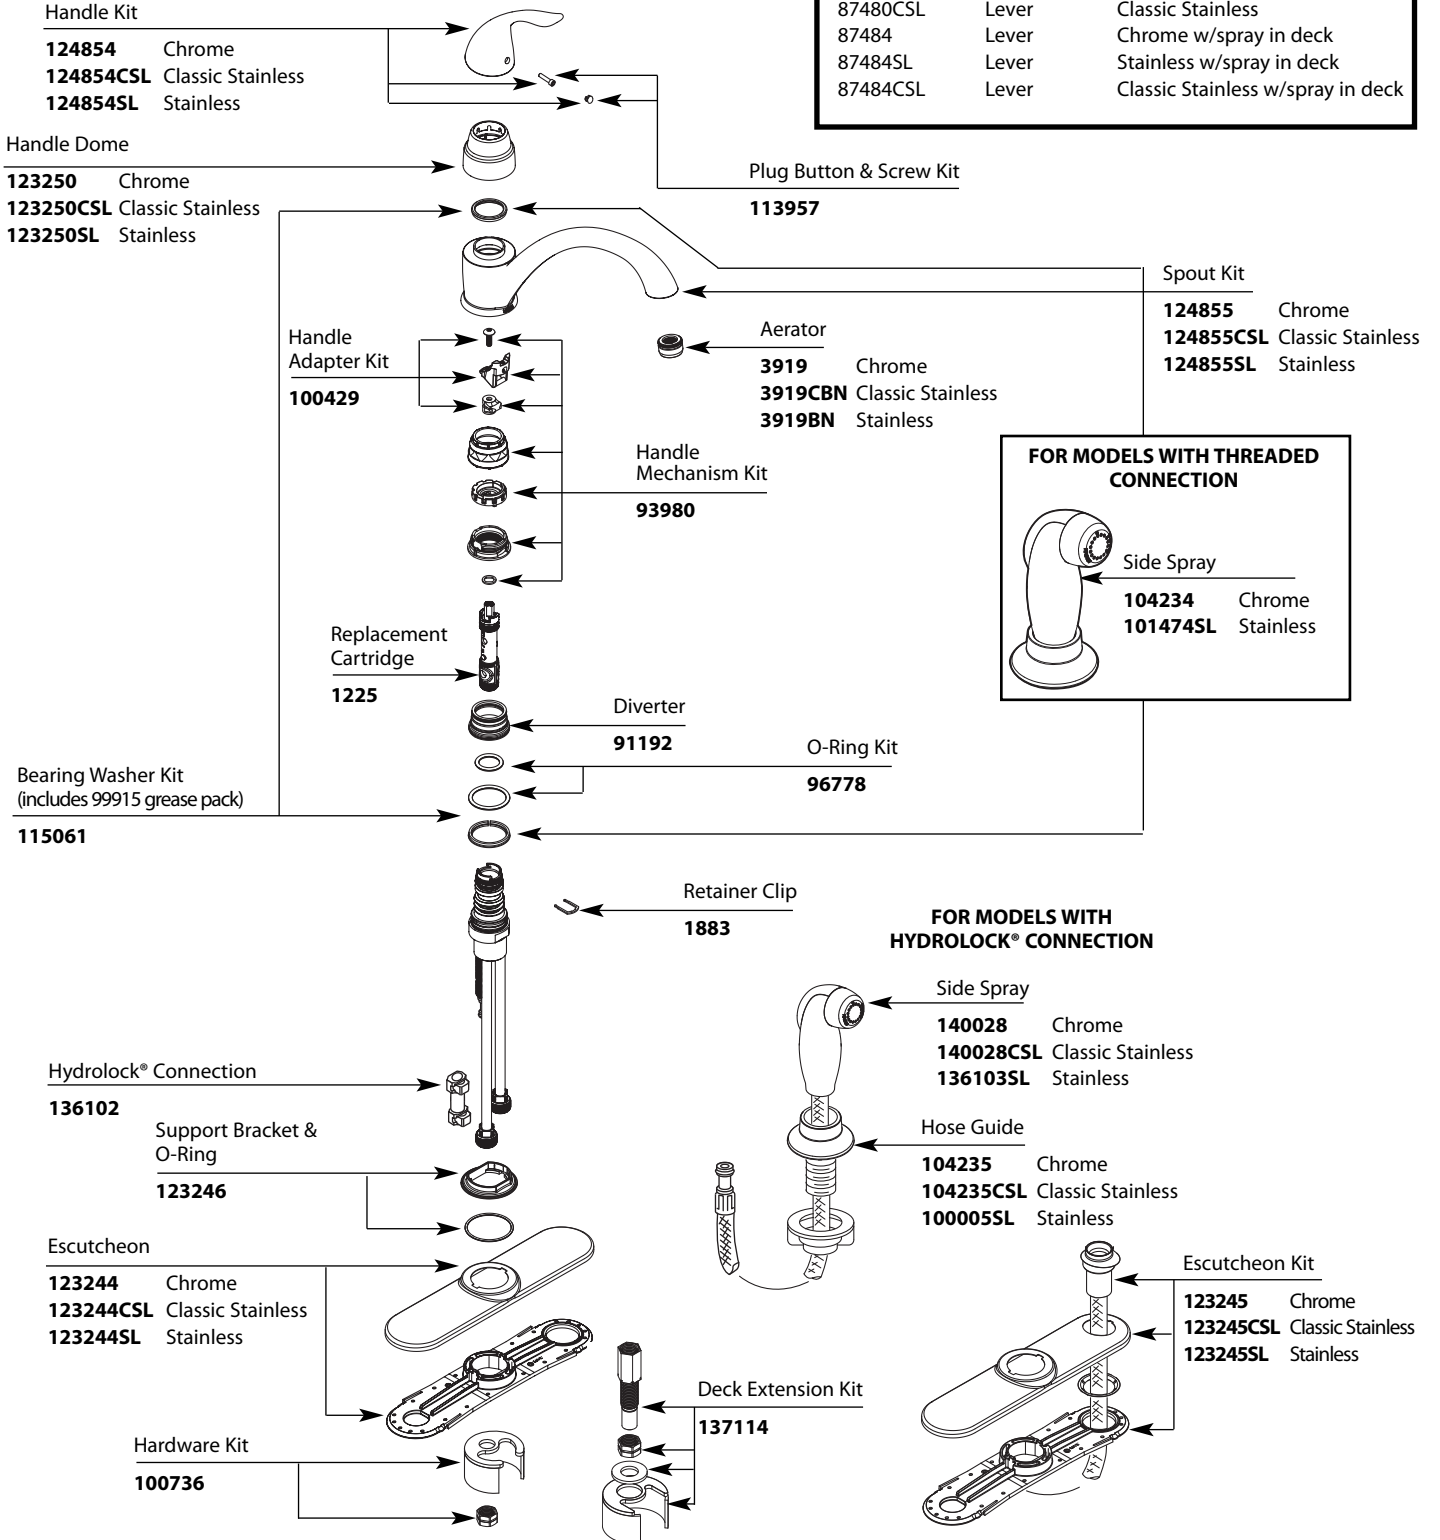 Handle Kit
124854 Chrome
124854CSL Classic Stainless
124854SL Stainless
87480CSL Lever Classic Stainless
87484 Lever Chrome w/spray in deck
87484SL Lever Stainless w/spray in deck
87484CSL Lever Classic Stainless w/spray in deck
Handle Dome
123250 Chrome
123250CSL Classic Stainless
123250SL Stainless
Plug Button & Screw Kit
113957
Spout Kit
124855 Chrome
124855CSL Classic Stainless
124855SL Stainless
Handle
Adapter Kit
100429
Aerator
3919 Chrome
3919CBN Classic Stainless
3919BN Stainless
Handle
Mechanism Kit
93980
FOR MODELS WITH THREADED
CONNECTION
Side Spray
104234 Chrome
101474SL Stainless
Replacement
Cartridge
1225
Diverter
91192
O-Ring Kit
96778
Bearing Washer Kit
(includes 99915 grease pack)
115061
Retainer Clip
1883
FOR MODELS WITH
HYDROLOCK® CONNECTION
Side Spray
140028 Chrome
140028CSL Classic Stainless
136103SL Stainless
Hydrolock® Connection
136102
Support Bracket &
O-Ring
123246
Hose Guide
104235 Chrome
104235CSL Classic Stainless
100005SL Stainless
Escutcheon
123244 Chrome
123244CSL Classic Stainless
123244SL Stainless
Escutcheon Kit
123245 Chrome
123245CSL Classic Stainless
123245SL Stainless
Deck Extension Kit
137114
Hardware Kit
100736